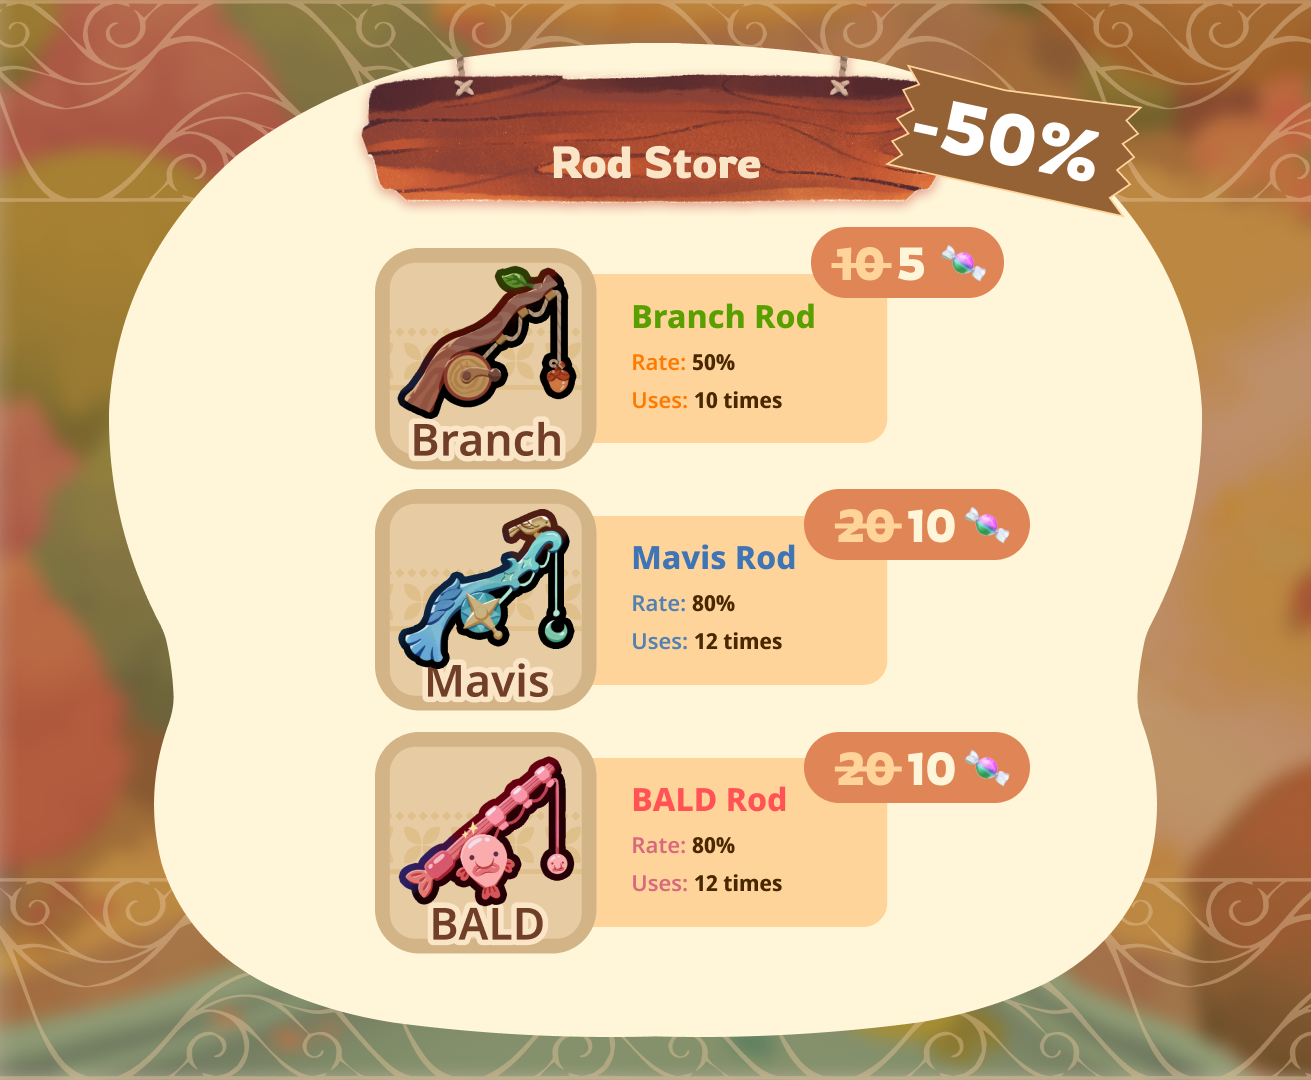 Rod Store
-50%
10 5
Branch Rod
Rate: 50%
Uses: 10 times
Branch
20 10
Mavis Rod
Rate: 80%
Uses: 12 times
Mavis
20 10
BALD Rod
Rate: 80%
Uses: 12 times
BALD